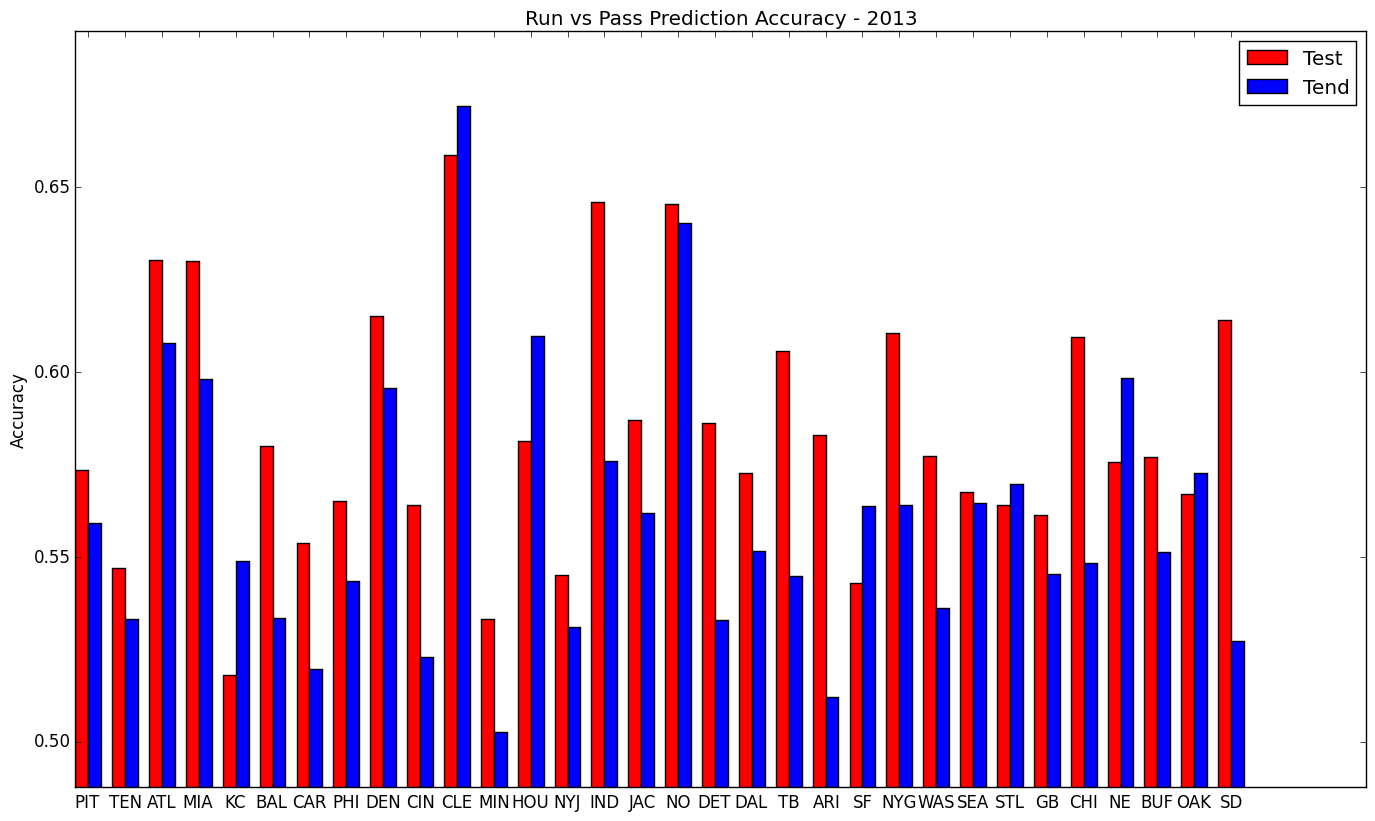 Run vs Pass Prediction Accuracy - 2013
Test
Tend
Accuracy
0.65
0.60
0.55
0.50
PIT TEN ATL MIA KC BAL CAR PHI DEN CIN CLE MIN HOU NYJ IND JAC NO DET DAL TB ARI SF NYG WAS SEA STL GB CHI NE BUF OAK SD